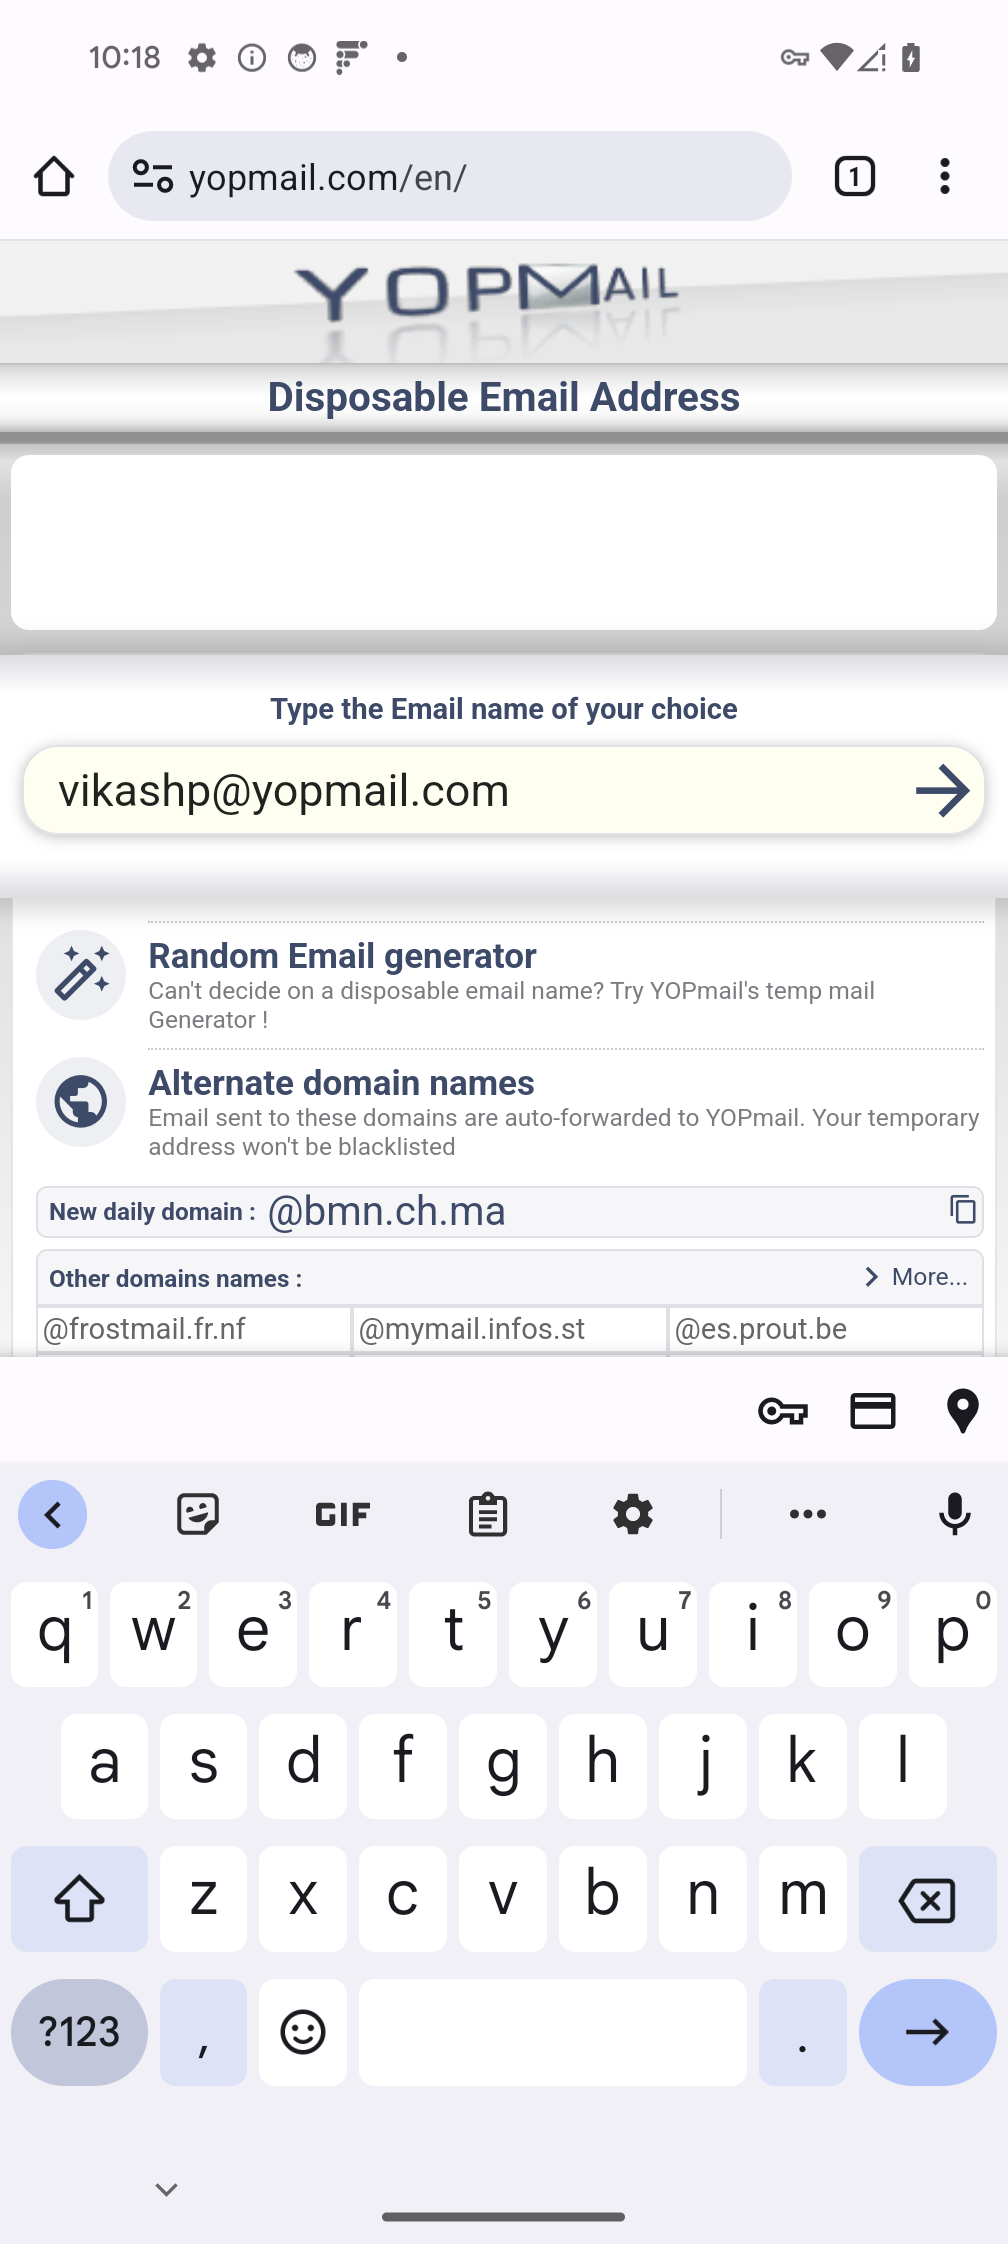 10:18
yopmail.com/en/
1
YOPMAIL
Disposable Email Address
Type the Email name of your choice
vikashp@yopmail.com
Random Email generator
Can't decide on a disposable email name? Try YOPmail's temp mail
Generator !
Alternate domain names
Email sent to these domains are auto-forwarded to YOPmail. Your temporary
address won't be blacklisted
New daily domain : @bmn.ch.ma
Other domains names : More...
@frostmail.fr.nf @mymail.infos.st @es.prout.be
GIF
1 2 3 4 5 6 7 8 9 0
q w e r t y u i o p
a s d f g h j k l
z x c v b n m
?123 , .